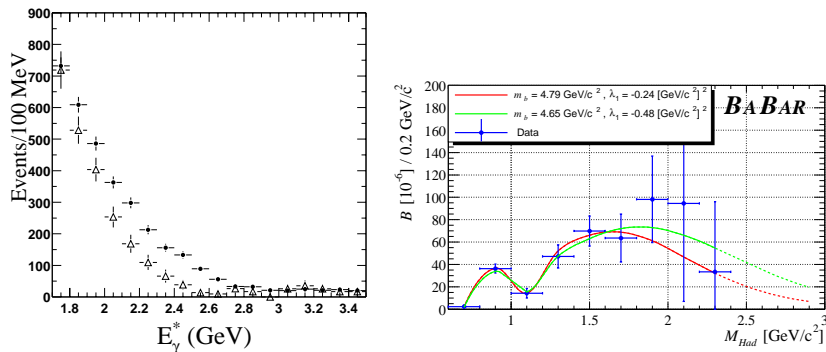 Events/100 MeV
900
800
700
600
500
400
300
200
100
0
1.8 2 2.2 2.4 2.6 2.8 3 3.2 3.4
E*γ (GeV)
B [10⁻⁶] / 0.2 GeV/c²
200
180
160
140
120
100
80
60
40
20
0
m_b = 4.79 GeV/c² , λ₁ = -0.24 [GeV/c²]²
m_b = 4.65 GeV/c² , λ₁ = -0.48 [GeV/c²]²
Data
BABAR
1 1.5 2 2.5 3
M_Had [GeV/c²]